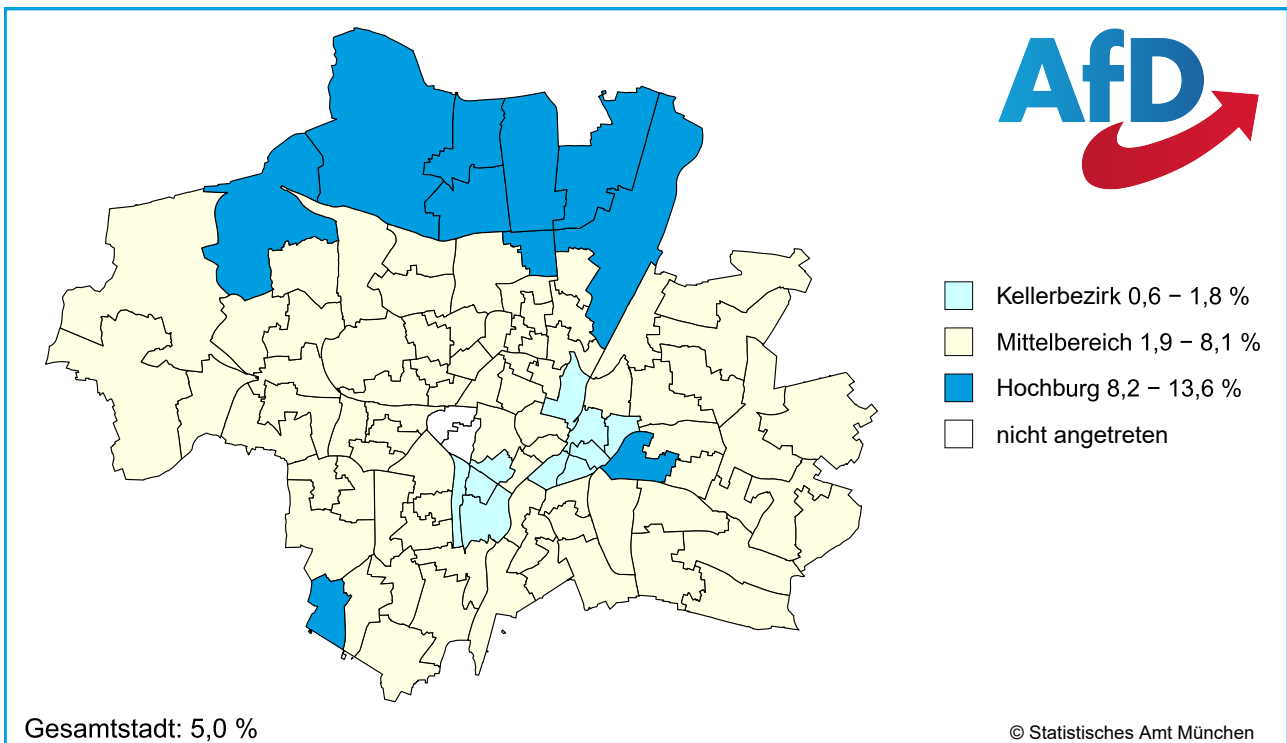 AfD
Kellerbezirk 0,6 – 1,8 %
Mittelbereich 1,9 – 8,1 %
Hochburg 8,2 – 13,6 %
nicht angetreten
Gesamtstadt: 5,0 %
© Statistisches Amt München